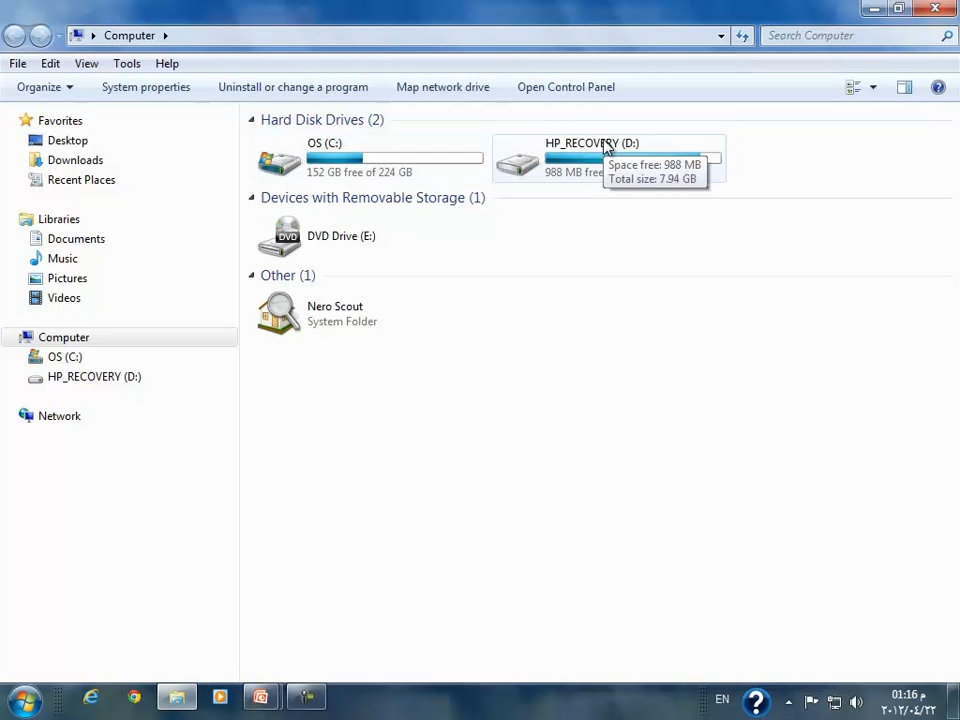 Computer
Search Computer
File Edit View Tools Help
Organize System properties Uninstall or change a program Map network drive Open Control Panel
Favorites
Desktop
Downloads
Recent Places
Libraries
Documents
Music
Pictures
Videos
Computer
OS (C:)
HP_RECOVERY (D:)
Network
Hard Disk Drives (2)
OS (C:)
152 GB free of 224 GB
HP_RECOVERY (D:)
988 MB free
Space free: 988 MB
Total size: 7.94 GB
Devices with Removable Storage (1)
DVD
DVD Drive (E:)
Other (1)
Nero Scout
System Folder
EN
01:16 م
٢٠١٢/٠٤/٢٢